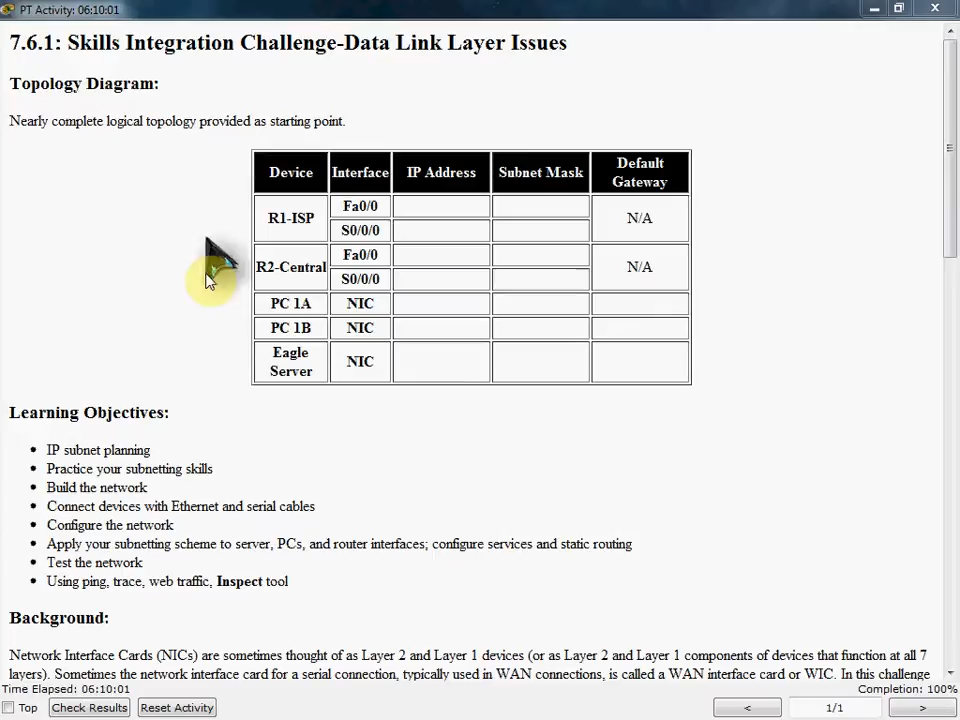 PT Activity: 06:10:01
7.6.1: Skills Integration Challenge-Data Link Layer Issues
Topology Diagram:
Nearly complete logical topology provided as starting point.
Device Interface IP Address Subnet Mask Default Gateway
R1-ISP Fa0/0 N/A
S0/0/0
R2-Central Fa0/0 N/A
S0/0/0
PC 1A NIC
PC 1B NIC
Eagle Server NIC
Learning Objectives:
• IP subnet planning
• Practice your subnetting skills
• Build the network
• Connect devices with Ethernet and serial cables
• Configure the network
• Apply your subnetting scheme to server, PCs, and router interfaces; configure services and static routing
• Test the network
• Using ping, trace, web traffic, Inspect tool
Background:
Network Interface Cards (NICs) are sometimes thought of as Layer 2 and Layer 1 devices (or as Layer 2 and Layer 1 components of devices that function at all 7
layers). Sometimes the network interface card for a serial connection, typically used in WAN connections, is called a WAN interface card or WIC. In this challenge
Time Elapsed: 06:10:01 Completion: 100%
Top Check Results Reset Activity < 1/1 >